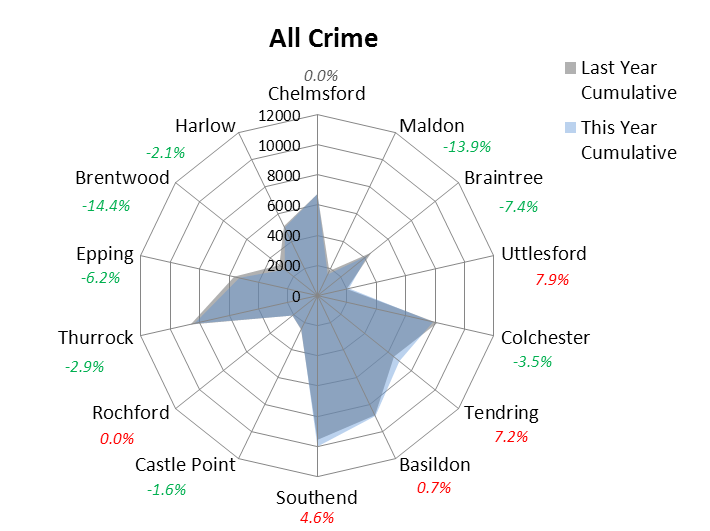 All Crime
0.0%
Chelmsford
Last Year
Cumulative
This Year
Cumulative
12000
10000
8000
6000
4000
2000
0
Maldon
-13.9%
Braintree
-7.4%
Uttlesford
7.9%
Colchester
-3.5%
Tendring
7.2%
Basildon
0.7%
Southend
4.6%
Castle Point
-1.6%
Rochford
0.0%
Thurrock
-2.9%
Epping
-6.2%
Brentwood
-14.4%
Harlow
-2.1%